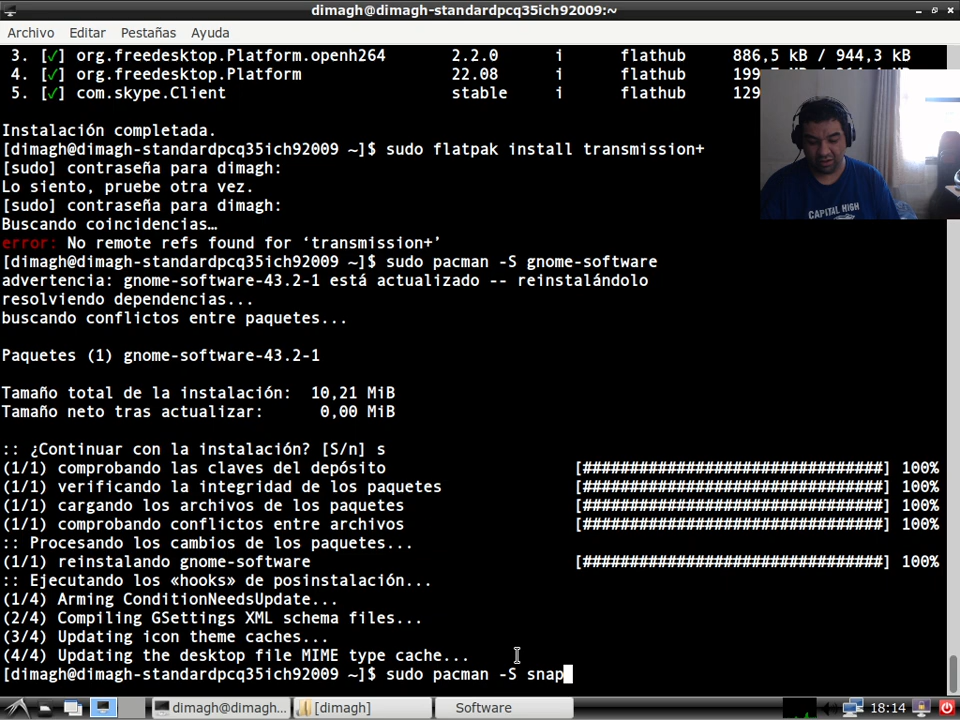 dimagh@dimagh-standardpcq35ich92009:~
Archivo Editar Pestañas Ayuda
3. [✓] org.freedesktop.Platform.openh264 2.2.0 i flathub 886,5 kB / 944,3 kB
4. [✓] org.freedesktop.Platform 22.08 i flathub 199
5. [✓] com.skype.Client stable i flathub 129
Instalación completada.
[dimagh@dimagh-standardpcq35ich92009 ~]$ sudo flatpak install transmission+
[sudo] contraseña para dimagh:
Lo siento, pruebe otra vez.
[sudo] contraseña para dimagh:
Buscando coincidencias…
error: No remote refs found for ‘transmission+’
[dimagh@dimagh-standardpcq35ich92009 ~]$ sudo pacman -S gnome-software
advertencia: gnome-software-43.2-1 está actualizado -- reinstalándolo
resolviendo dependencias...
buscando conflictos entre paquetes...
Paquetes (1) gnome-software-43.2-1
Tamaño total de la instalación: 10,21 MiB
Tamaño neto tras actualizar: 0,00 MiB
:: ¿Continuar con la instalación? [S/n] s
(1/1) comprobando las claves del depósito [################################] 100%
(1/1) verificando la integridad de los paquetes [################################] 100%
(1/1) cargando los archivos de los paquetes [################################] 100%
(1/1) comprobando conflictos entre archivos [################################] 100%
:: Procesando los cambios de los paquetes...
(1/1) reinstalando gnome-software [################################] 100%
:: Ejecutando los «hooks» de posinstalación...
(1/4) Arming ConditionNeedsUpdate...
(2/4) Compiling GSettings XML schema files...
(3/4) Updating icon theme caches...
(4/4) Updating the desktop file MIME type cache...
[dimagh@dimagh-standardpcq35ich92009 ~]$ sudo pacman -S snap
dimagh@dimagh... [dimagh] Software 18:14
CAPITAL HIGH